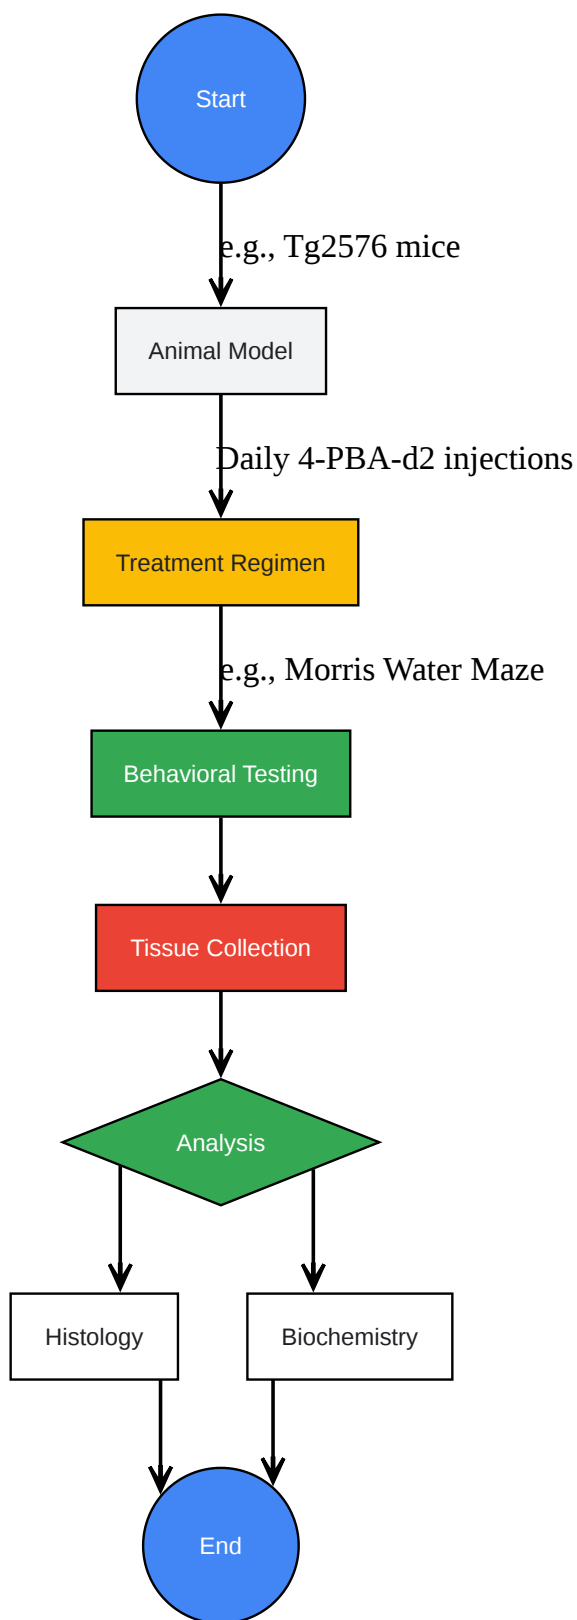 Start
e.g., Tg2576 mice
Animal Model
Daily 4-PBA-d2 injections
Treatment Regimen
e.g., Morris Water Maze
Behavioral Testing
Tissue Collection
Analysis
Histology
Biochemistry
End